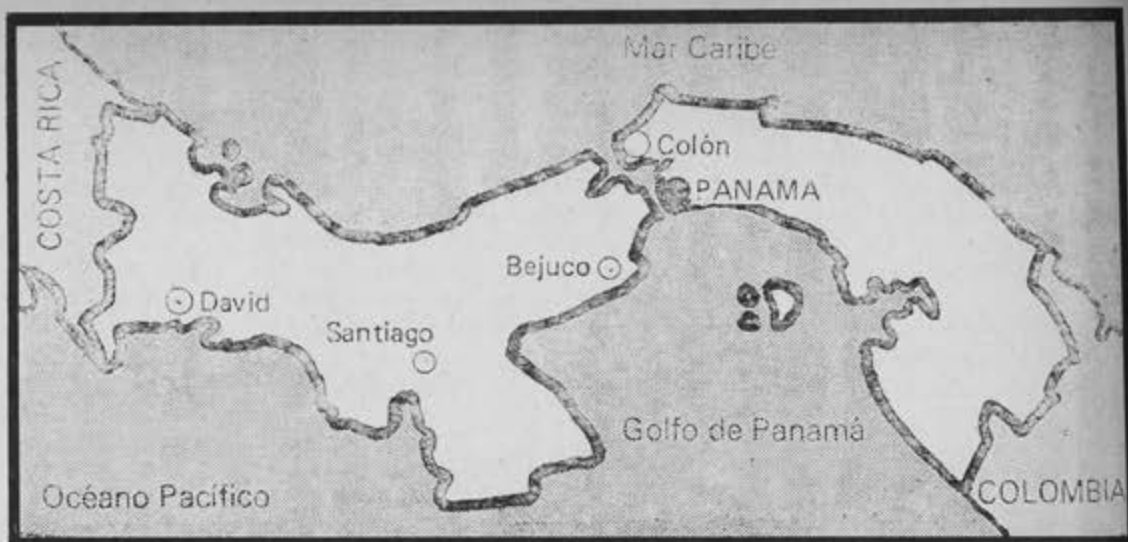 Mar Caribe
COSTA RICA
Colón
PANAMA
Bejuco
David
Santiago
Golfo de Panamá
Océano Pacífico
COLOMBIA